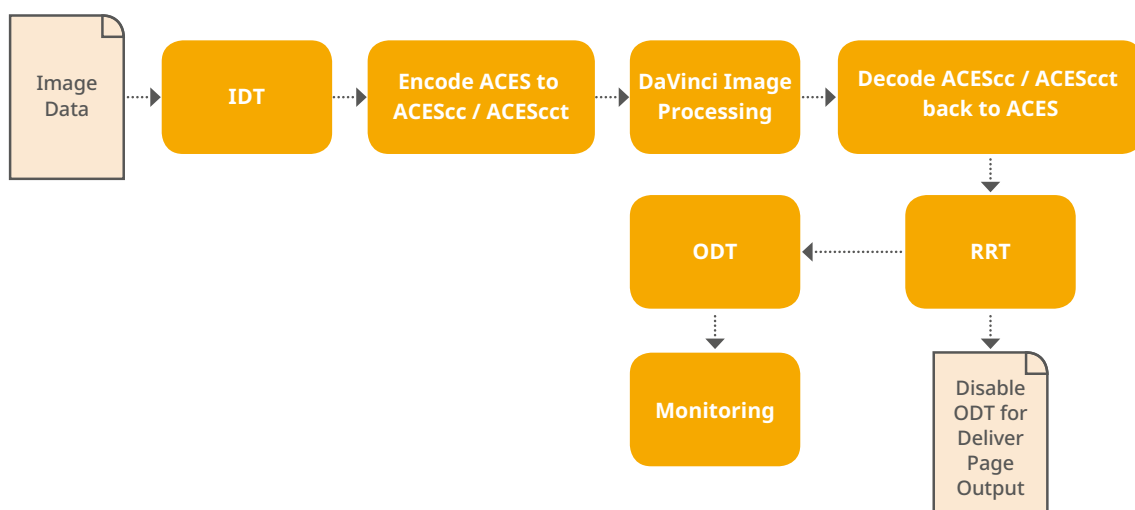 Image
Data
IDT
Encode ACES to
ACEScc / ACEScct
DaVinci Image
Processing
Decode ACEScc / ACEScct
back to ACES
ODT
RRT
Monitoring
Disable
ODT for
Deliver
Page
Output